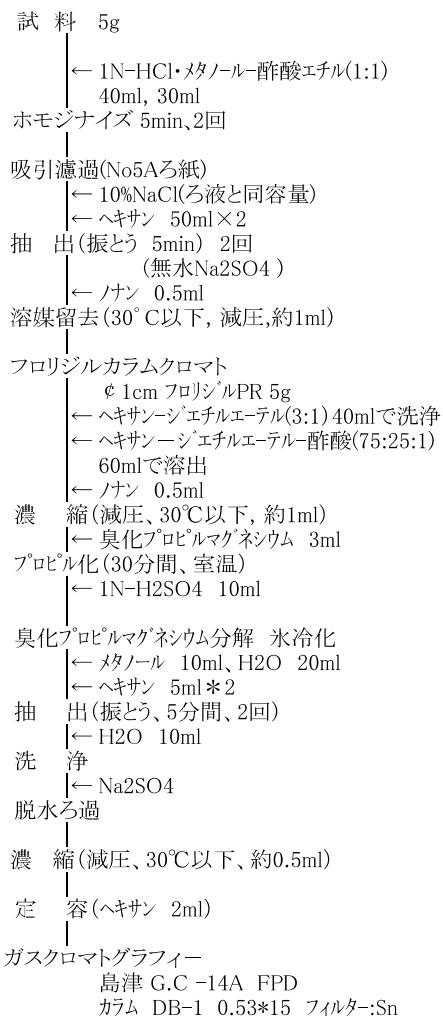 試 料 5g
← 1N-HCl・メタノール-酢酸エチル(1:1)
40ml, 30ml
ホモジナイズ 5min、2回
吸引濾過(No5Aろ紙)
← 10%NaCl(ろ液と同容量)
← ヘキサン 50ml×2
抽 出(振とう 5min) 2回
(無水Na2SO4 )
← ノナン 0.5ml
溶媒留去(30°C以下, 減圧,約1ml)
フロリジルカラムクロマト
¢ 1cm フロリジルPR 5g
← ヘキサン-ジエチルエーテル(3:1) 40mlで洗浄
← ヘキサン-ジエチルエーテル-酢酸(75:25:1)
60mlで溶出
← ノナン 0.5ml
濃 縮(減圧、30℃以下, 約1ml)
← 臭化プロピルマグネシウム 3ml
プロピル化(30分間、室温)
← 1N-H2SO4 10ml
臭化プロピルマグネシウム分解 氷冷化
← メタノール 10ml、H2O 20ml
← ヘキサン 5ml*2
抽 出(振とう、5分間、2回)
← H2O 10ml
洗 浄
← Na2SO4
脱水ろ過
濃 縮(減圧、30℃以下、約0.5ml)
定 容(ヘキサン 2ml)
ガスクロマトグラフィー
島津 G.C -14A FPD
カラム DB-1 0.53*15 フィルター:Sn